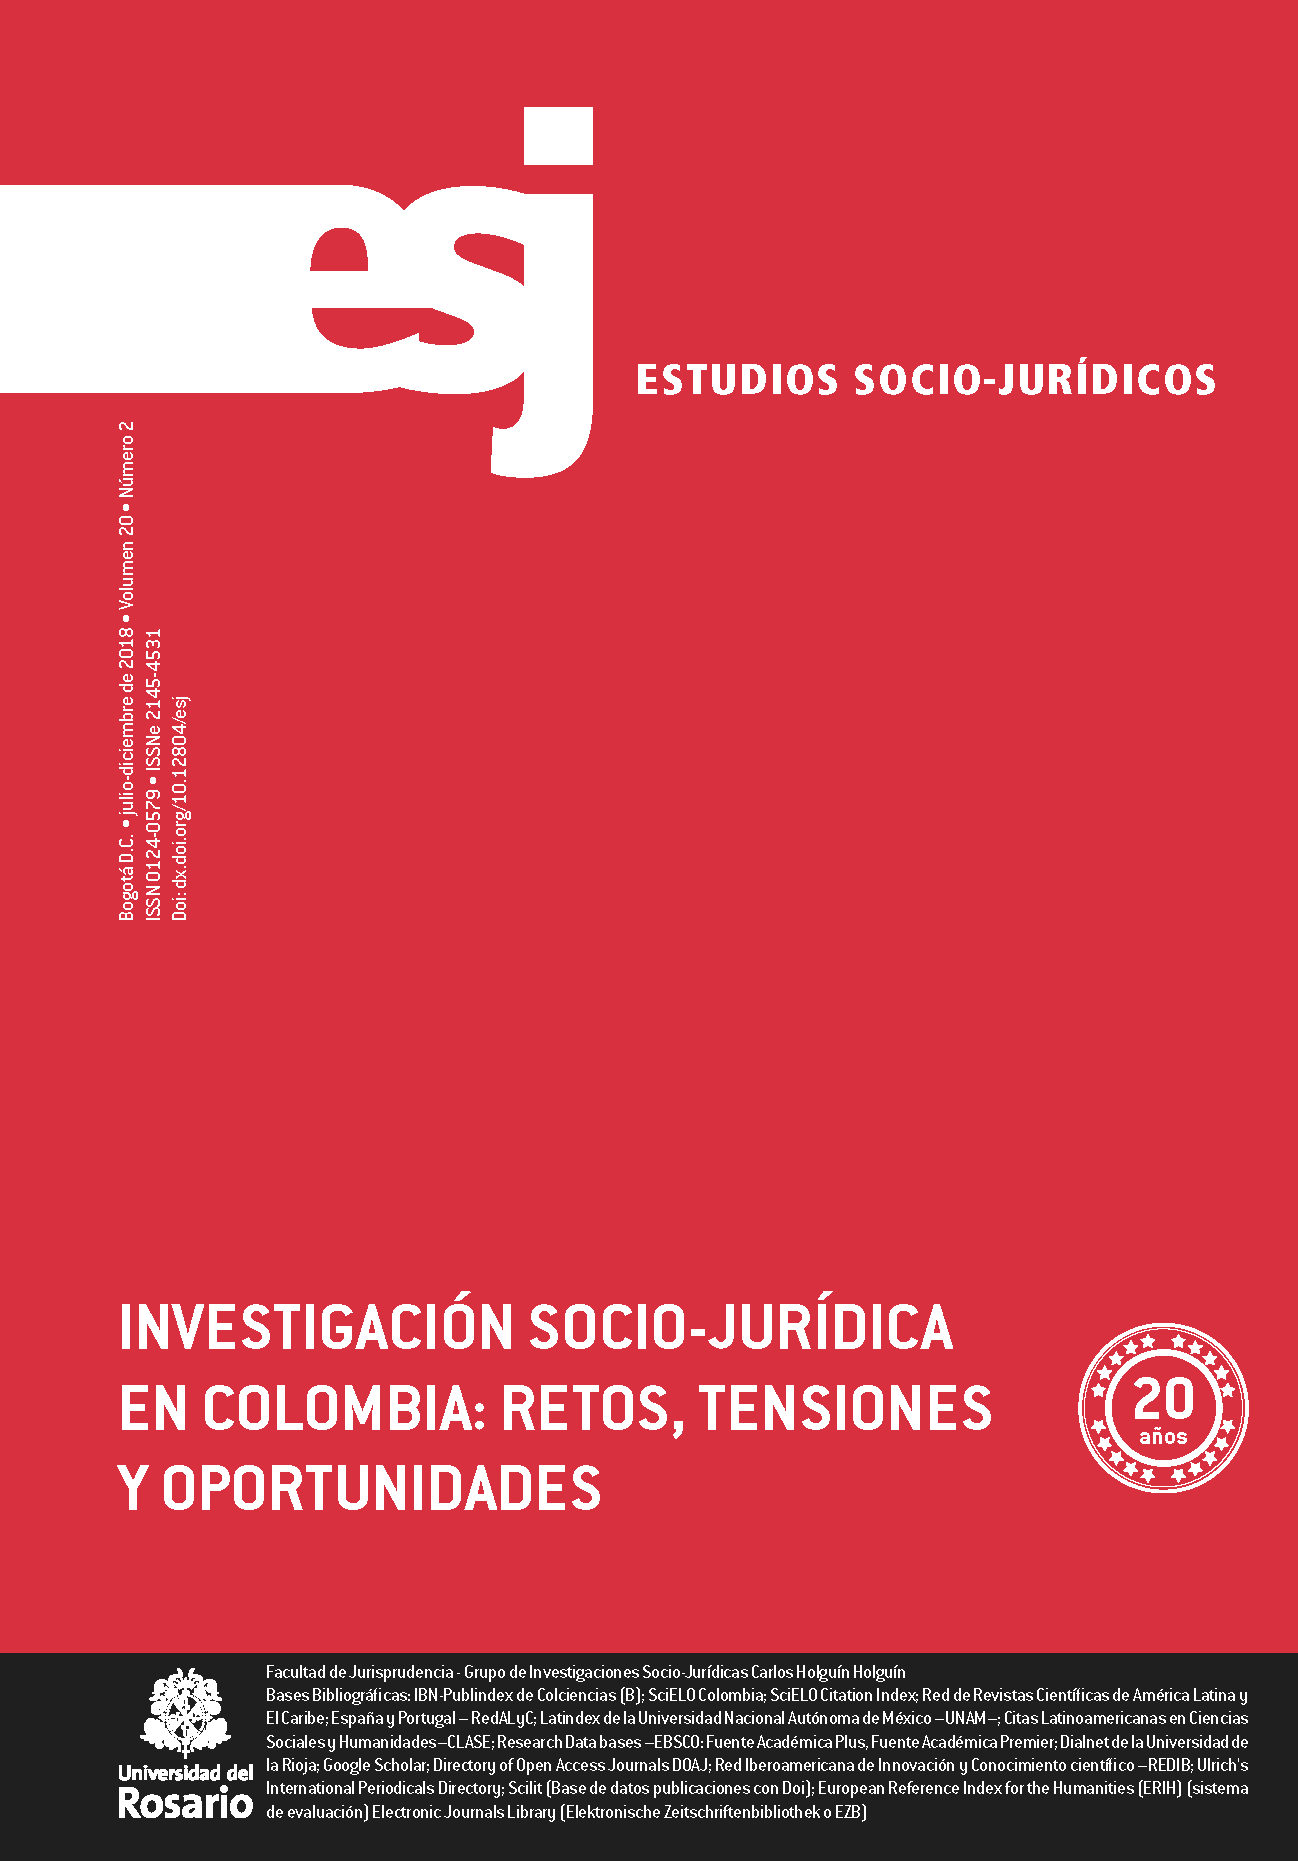 esj
ESTUDIOS SOCIO-JURÍDICOS
Bogotá D.C. • julio-diciembre de 2018 • Volumen 20 • Número 2
ISSN 0124-0579 • ISSNe 2145-4531
Doi: dx.doi.org/10.12804/esj
INVESTIGACIÓN SOCIO-JURÍDICA
EN COLOMBIA: RETOS, TENSIONES
Y OPORTUNIDADES
20
años
Universidad del
Rosario
Facultad de Jurisprudencia - Grupo de Investigaciones Socio-Jurídicas Carlos Holguín Holguín
Bases Bibliográficas: IBN-Publindex de Colciencias (B); SciELO Colombia; SciELO Citation Index; Red de Revistas Científicas de América Latina y
El Caribe; España y Portugal – RedALyC; Latindex de la Universidad Nacional Autónoma de México –UNAM–; Citas Latinoamericanas en Ciencias
Sociales y Humanidades–CLASE; Research Data bases –EBSCO: Fuente Académica Plus, Fuente Académica Premier; Dialnet de la Universidad de
la Rioja; Google Scholar; Directory of Open Access Journals DOAJ; Red Iberoamericana de Innovación y Conocimiento científico –REDIB; Ulrich's
International Periodicals Directory; Scilit (Base de datos publicaciones con Doi); European Reference Index for the Humanities (ERIH) (sistema
de evaluación) Electronic Journals Library (Elektronische Zeitschriftenbibliothek o EZB)